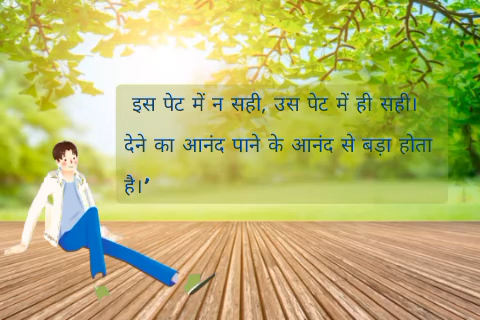 इस पेट में न सही, उस पेट में ही सही।
देने का आनंद पाने के आनंद से बड़ा होता
है।’